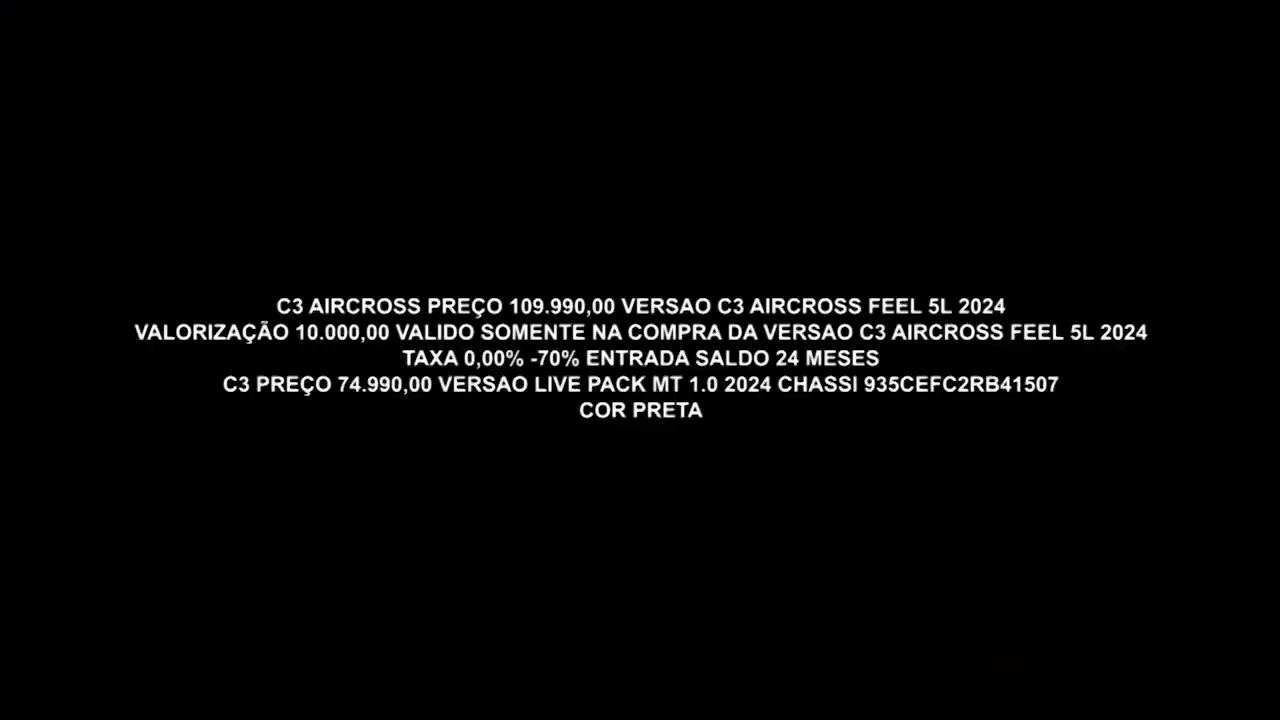 C3 AIRCROSS PREÇO 109.990,00 VERSAO C3 AIRCROSS FEEL 5L 2024
VALORIZAÇÃO 10.000,00 VALIDO SOMENTE NA COMPRA DA VERSAO C3 AIRCROSS FEEL 5L 2024
TAXA 0,00% -70% ENTRADA SALDO 24 MESES
C3 PREÇO 74.990,00 VERSAO LIVE PACK MT 1.0 2024 CHASSI 935CEFC2RB41507
COR PRETA